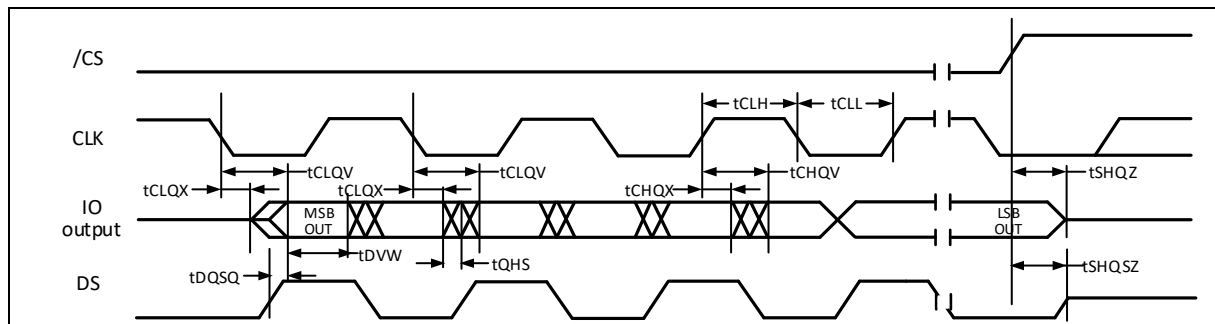 /CS
tCLH
tCLL
CLK
tCLQV
tCLQV
tCHQV
tSHQZ
tCLQX
tCLQX
tCHQX
IO
output
MSB
OUT
LSB
OUT
tDVW
tQHS
tDQSQ
tSHQSZ
DS